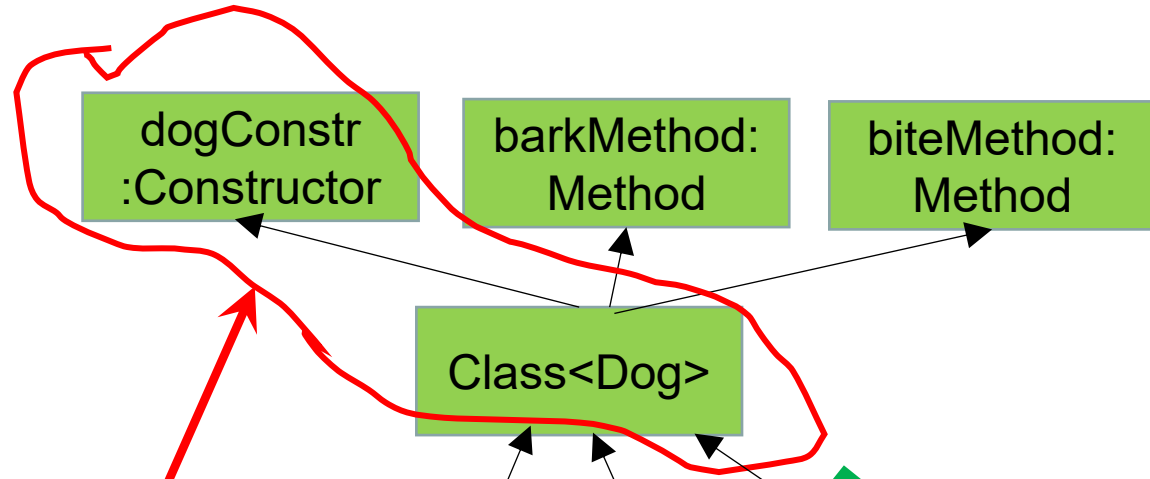 dogConstr
:Constructor
barkMethod:
Method
biteMethod:
Method
Class<Dog>